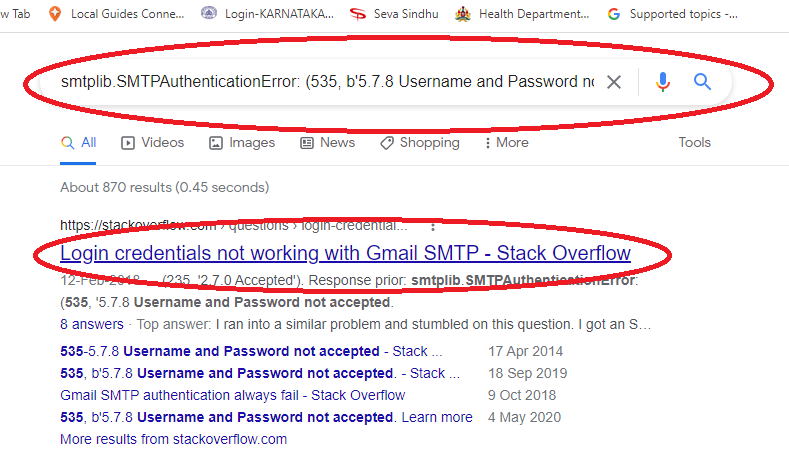 w Tab Local Guides Conne... Login-KARNATAKA... Seva Sindhu Health Department... Supported topics -...
smtplib.SMTPAuthenticationError: (535, b'5.7.8 Username and Password no
All Videos Images News Shopping More Tools
About 870 results (0.45 seconds)
https://stackoverflow.com › questions › login-credential...
Login credentials not working with Gmail SMTP - Stack Overflow
12-Feb-2018 — (235, '2.7.0 Accepted'). Response prior: smtplib.SMTPAuthenticationError:
(535, '5.7.8 Username and Password not accepted.
8 answers · Top answer: I ran into a similar problem and stumbled on this question. I got an S…
535-5.7.8 Username and Password not accepted - Stack ... 17 Apr 2014
535, b'5.7.8 Username and Password not accepted. - Stack ... 18 Sep 2019
Gmail SMTP authentication always fail - Stack Overflow 9 Oct 2018
535, b'5.7.8 Username and Password not accepted. Learn more 4 May 2020
More results from stackoverflow.com